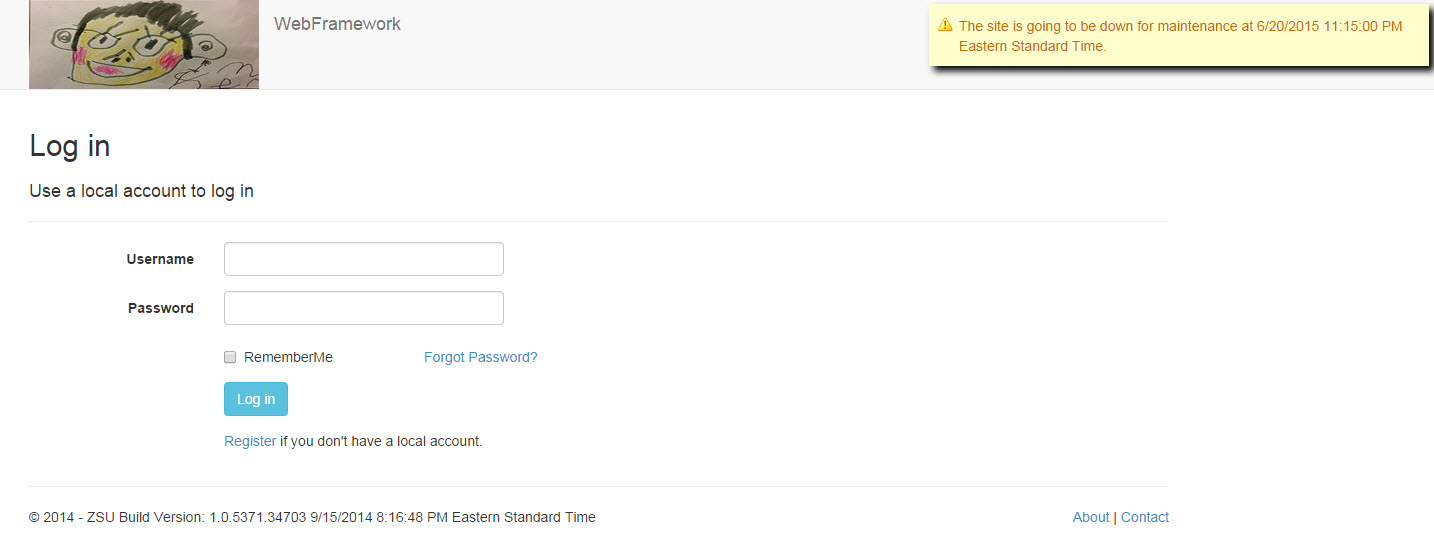 WebFramework
The site is going to be down for maintenance at 6/20/2015 11:15:00 PM
Eastern Standard Time.
Log in
Use a local account to log in
Username
Password
RememberMe Forgot Password?
Log in
Register if you don't have a local account.
© 2014 - ZSU Build Version: 1.0.5371.34703 9/15/2014 8:16:48 PM Eastern Standard Time About | Contact